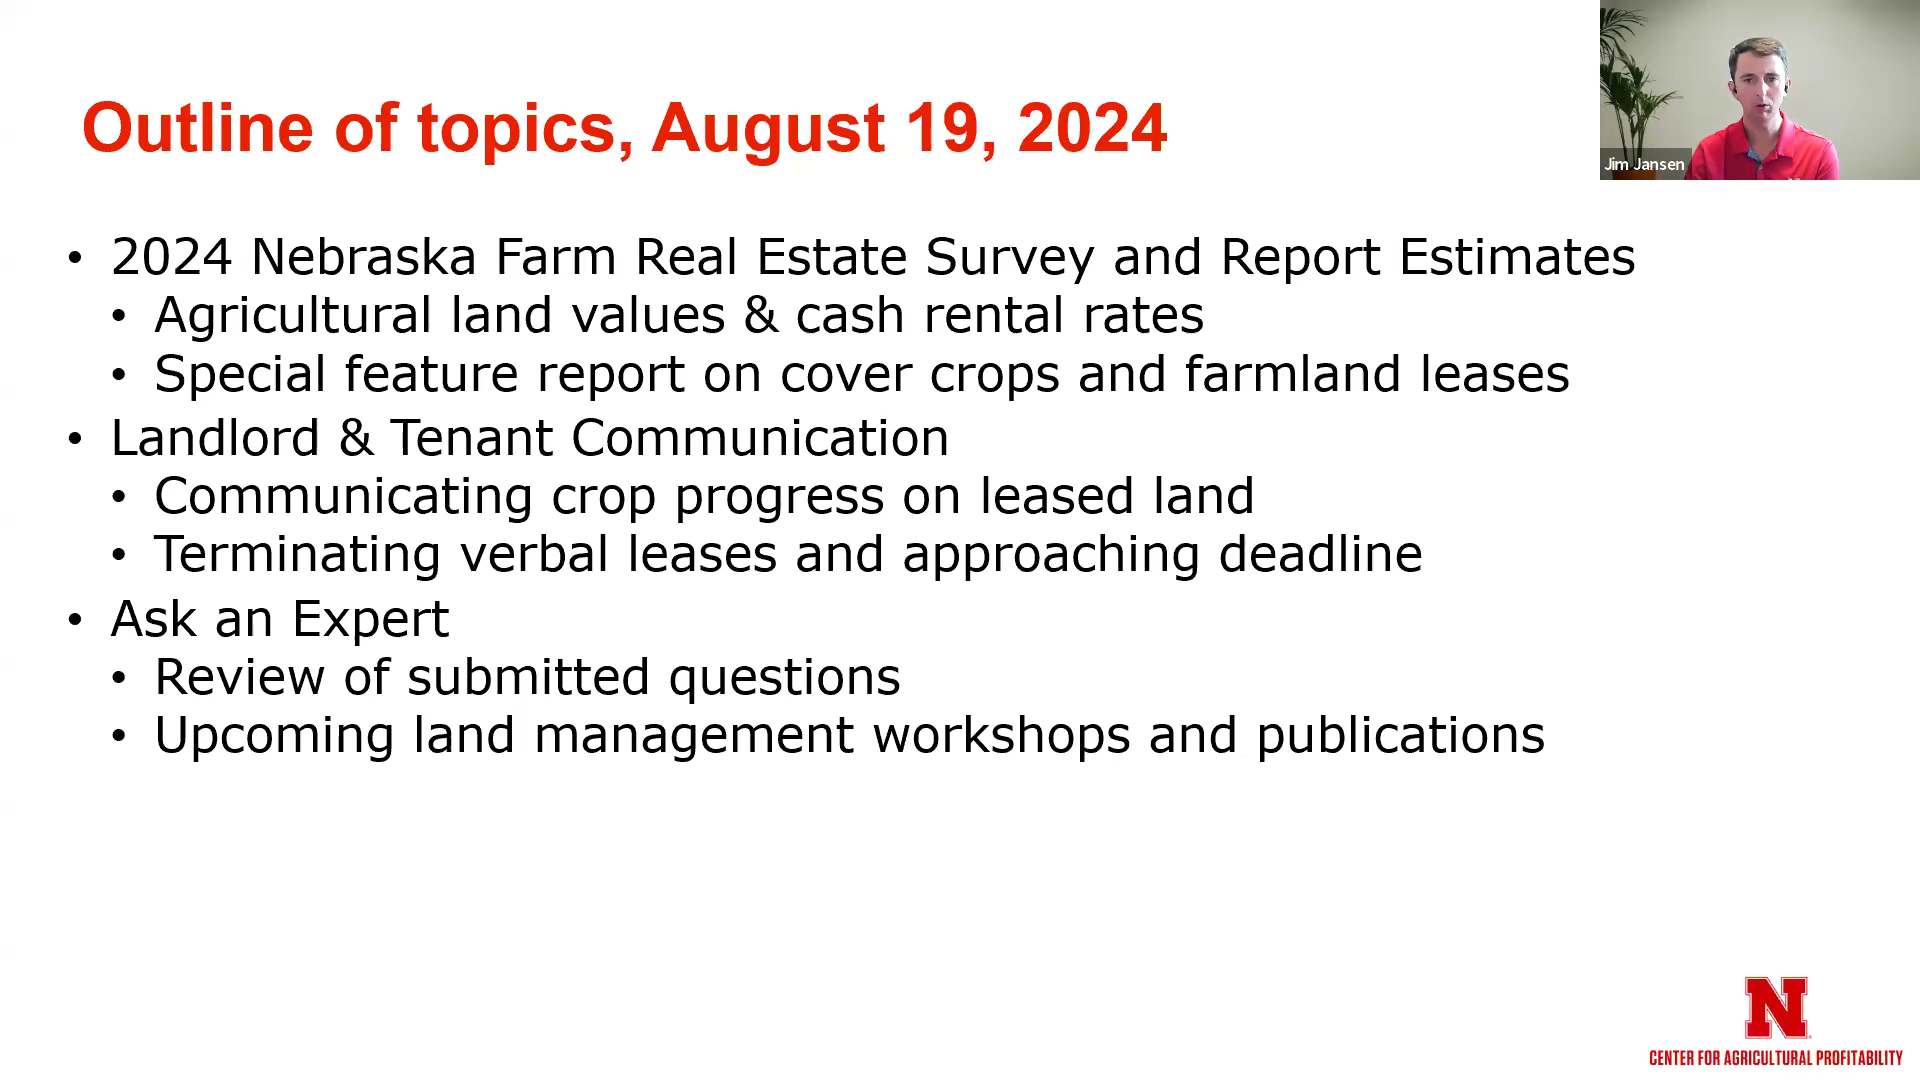 Outline of topics, August 19, 2024
Jim Jansen
• 2024 Nebraska Farm Real Estate Survey and Report Estimates
• Agricultural land values & cash rental rates
• Special feature report on cover crops and farmland leases
• Landlord & Tenant Communication
• Communicating crop progress on leased land
• Terminating verbal leases and approaching deadline
• Ask an Expert
• Review of submitted questions
• Upcoming land management workshops and publications
N
CENTER FOR AGRICULTURAL PROFITABILITY